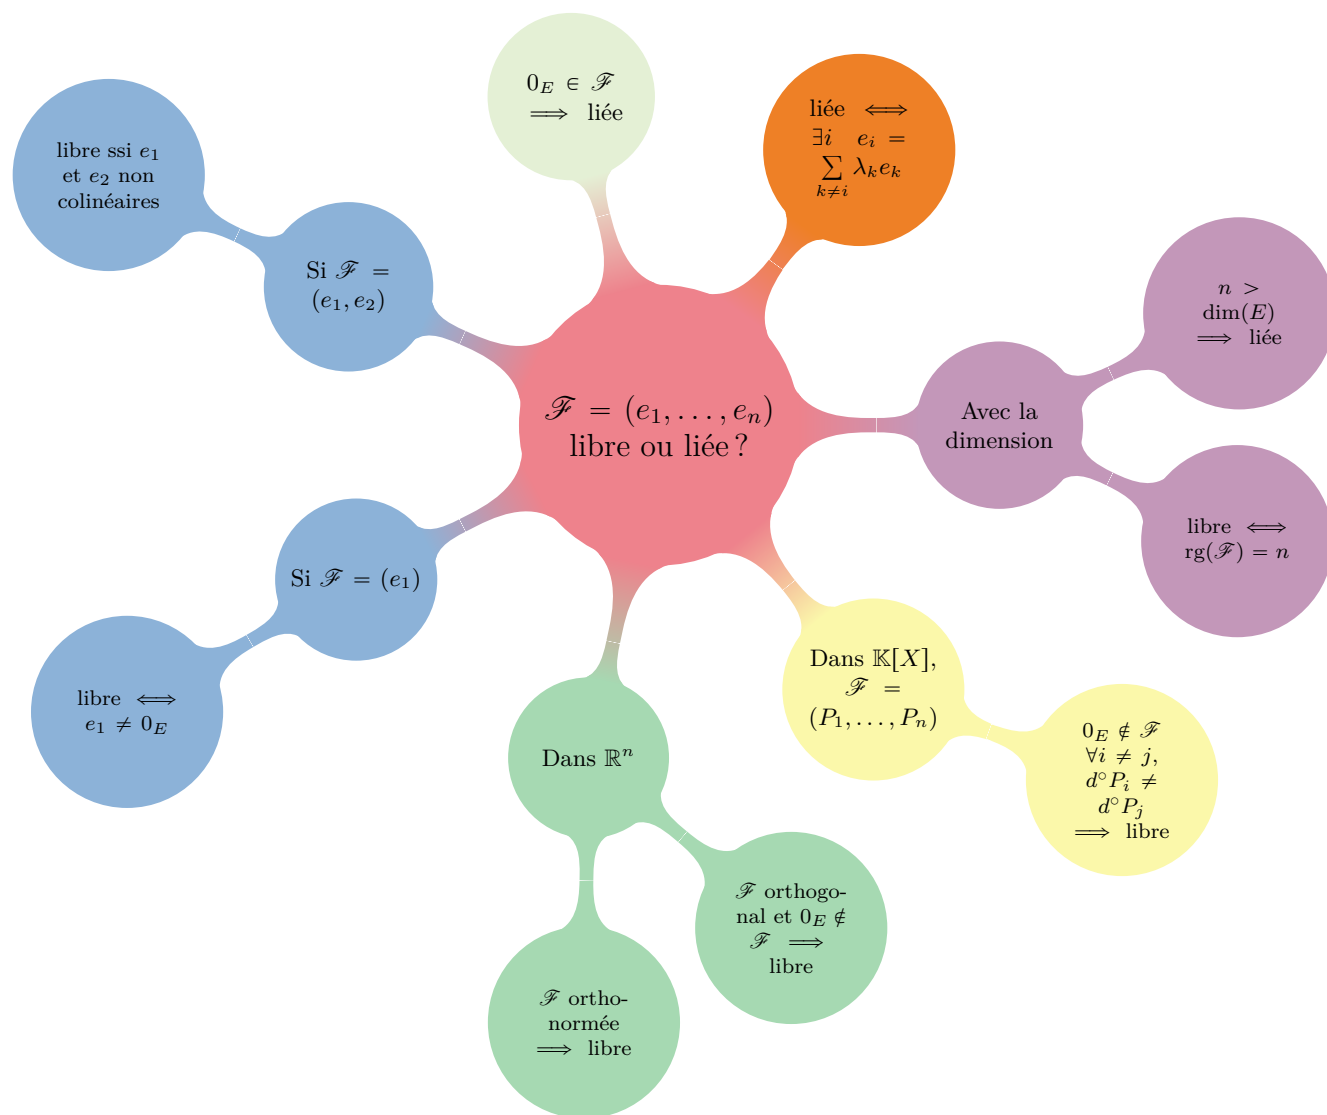 0_E ∈ ℱ
⟹ liée
liée ⟺
∃i e_i =
∑_{k≠i} λ_k e_k
libre ssi e_1
et e_2 non
colinéaires
Si ℱ =
(e_1, e_2)
n >
dim(E)
⟹ liée
Avec la
dimension
ℱ = (e_1, . . . , e_n)
libre ou liée ?
libre ⟺
rg(ℱ) = n
Si ℱ = (e_1)
libre ⟺
e_1 ≠ 0_E
Dans 𝕂[X],
ℱ =
(P_1, . . . , P_n)
0_E ∉ ℱ
∀i ≠ j,
d°P_i ≠
d°P_j
⟹ libre
Dans ℝ^n
ℱ orthogo-
nal et 0_E ∉
ℱ ⟹
libre
ℱ ortho-
normée
⟹ libre